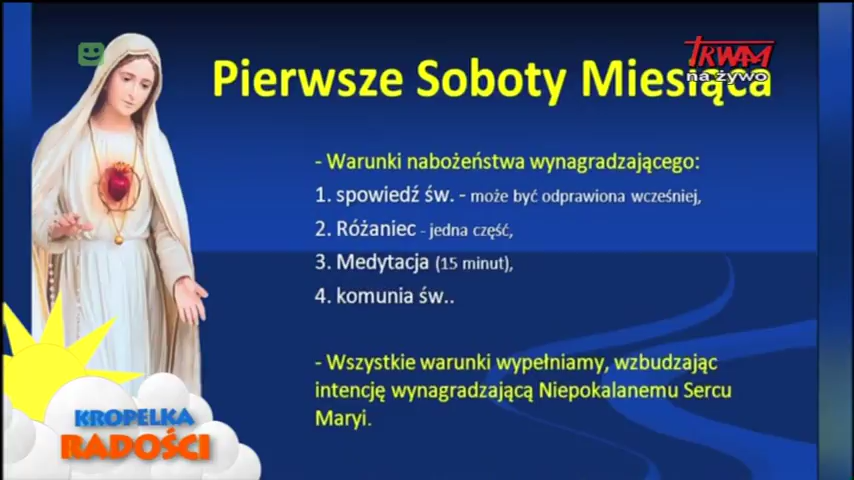 TRWAM
na żywo
Pierwsze Soboty Miesiąca
- Warunki nabożeństwa wynagradzającego:
1. spowiedź św. - może być odprawiona wcześniej,
2. Różaniec - jedna część,
3. Medytacja (15 minut),
4. komunia św..
- Wszystkie warunki wypełniamy, wzbudzając
intencję wynagradzającą Niepokalanemu Sercu
Maryi.
KROPELKA
RADOŚCI